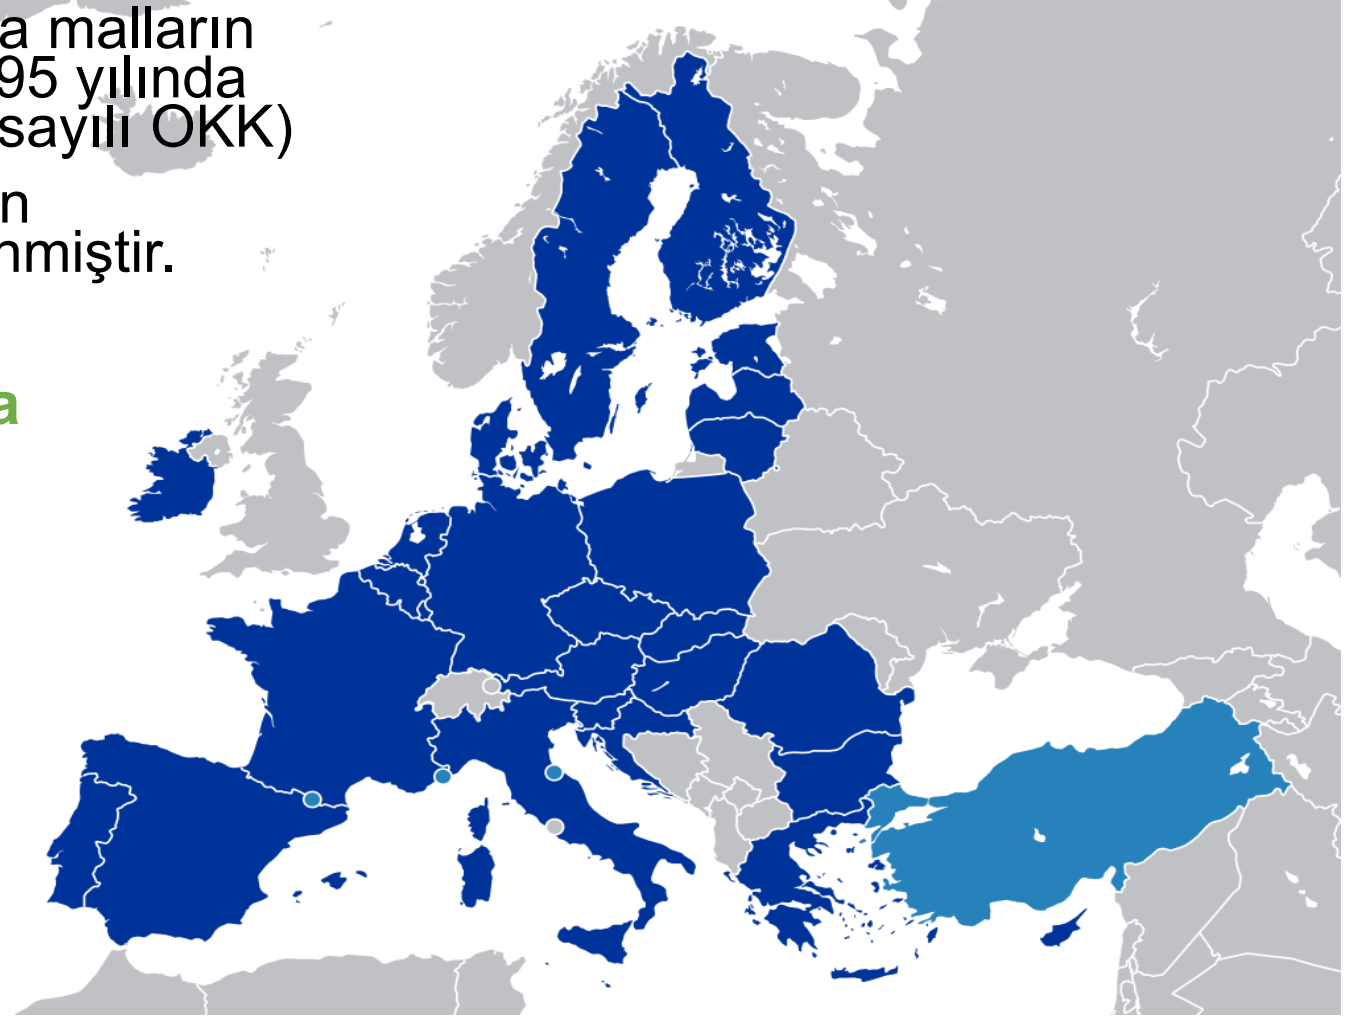 a malların
95 yılında
sayılı OKK)
n
nmiştir.
a